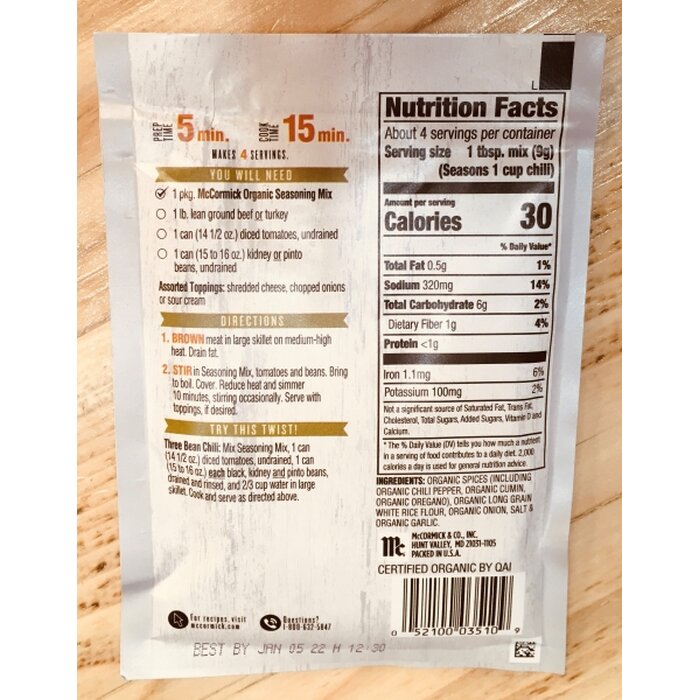 L
PREP TIME 5 min. COOK TIME 15 min.
MAKES 4 SERVINGS.
YOU WILL NEED
1 pkg. McCormick Organic Seasoning Mix
1 lb. lean ground beef or turkey
1 can (14 1/2 oz.) diced tomatoes, undrained
1 can (15 to 16 oz.) kidney or pinto
beans, undrained
Assorted Toppings: shredded cheese, chopped onions
or sour cream
DIRECTIONS
1. BROWN meat in large skillet on medium-high
heat. Drain fat.
2. STIR in Seasoning Mix, tomatoes and beans. Bring
to boil. Cover. Reduce heat and simmer
10 minutes, stirring occasionally. Serve with
toppings, if desired.
TRY THIS TWIST!
Three Bean Chili: Mix Seasoning Mix, 1 can
(14 1/2 oz.) diced tomatoes, undrained, 1 can
(15 to 16 oz.) each black, kidney and pinto beans,
drained and rinsed, and 2/3 cup water in large
skillet. Cook and serve as directed above.
For recipes, visit
mccormick.com
Questions?
1-800-632-5847
BEST BY JAN 05 22 H 12:30
Nutrition Facts
About 4 servings per container
Serving size 1 tbsp. mix (9g)
(Seasons 1 cup chili)
Amount per serving
Calories 30
% Daily Value*
Total Fat 0.5g 1%
Sodium 320mg 14%
Total Carbohydrate 6g 2%
Dietary Fiber 1g 4%
Protein <1g
Iron 1.1mg 6%
Potassium 100mg 2%
Not a significant source of Saturated Fat, Trans Fat,
Cholesterol, Total Sugars, Added Sugars, Vitamin D and
Calcium.
* The % Daily Value (DV) tells you how much a nutrient
in a serving of food contributes to a daily diet. 2,000
calories a day is used for general nutrition advice.
INGREDIENTS: ORGANIC SPICES (INCLUDING
ORGANIC CHILI PEPPER, ORGANIC CUMIN,
ORGANIC OREGANO), ORGANIC LONG GRAIN
WHITE RICE FLOUR, ORGANIC ONION, SALT &
ORGANIC GARLIC.
Mc
McCORMICK & CO., INC.
HUNT VALLEY, MD 21031-1105
PACKED IN U.S.A.
CERTIFIED ORGANIC BY QAI
0 52100 03510 9